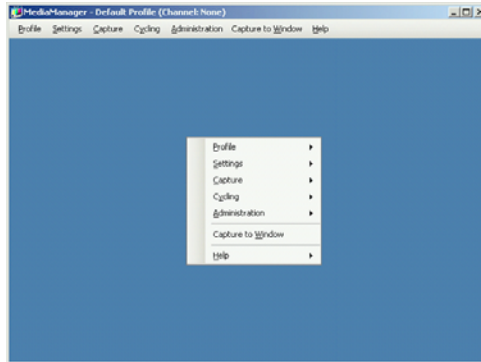 MediaManager - Default Profile (Channel: None)
Profile Settings Capture Cycling Administration Capture to Window Help
Profile
Settings
Capture
Cycling
Administration
Capture to Window
Help